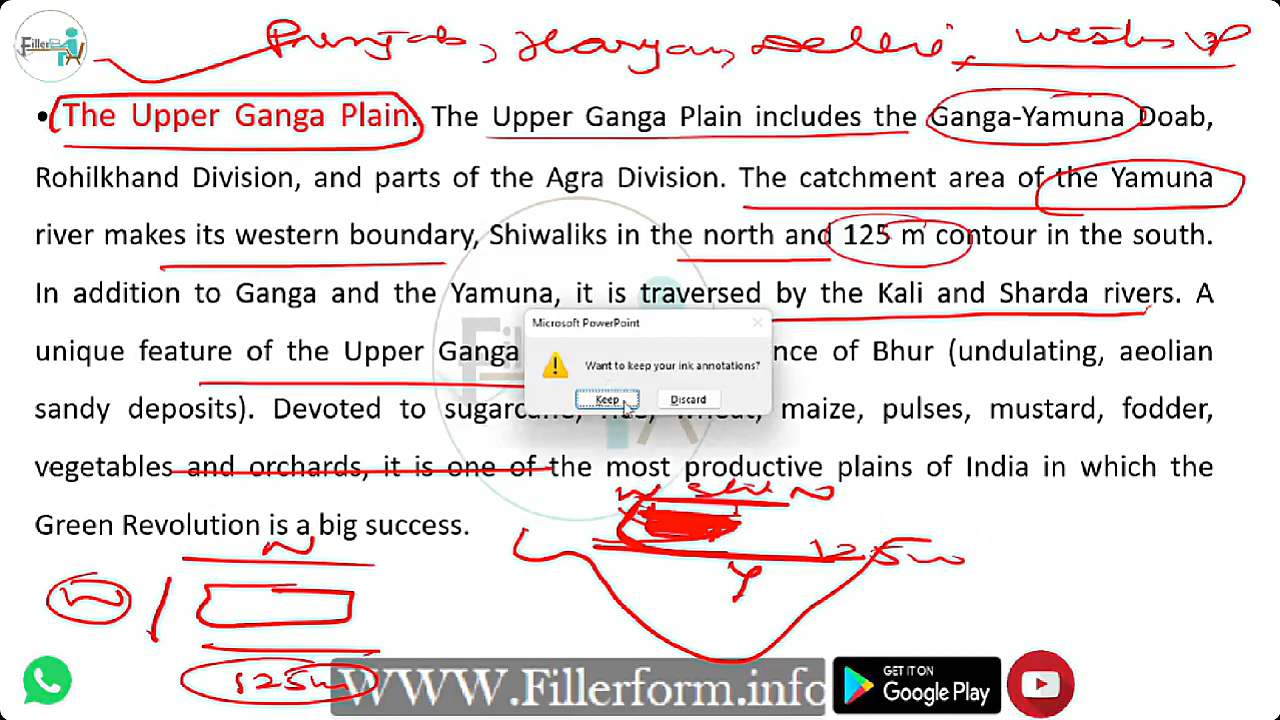 Filler
Punjab, Haryan, Delhi, west UP
• The Upper Ganga Plain. The Upper Ganga Plain includes the Ganga-Yamuna Doab,
Rohilkhand Division, and parts of the Agra Division. The catchment area of the Yamuna
river makes its western boundary, Shiwaliks in the north and 125 m contour in the south.
In addition to Ganga and the Yamuna, it is traversed by the Kali and Sharda rivers. A
unique feature of the Upper Ganga nce of Bhur (undulating, aeolian
sandy deposits). Devoted to sugarcane, rice, wheat, maize, pulses, mustard, fodder,
vegetables and orchards, it is one of the most productive plains of India in which the
Green Revolution is a big success.
Microsoft PowerPoint
Want to keep your ink annotations?
Keep Discard
N
125m
Y
N
W
125m
WWW.Fillerform.info
GET IT ON
Google Play